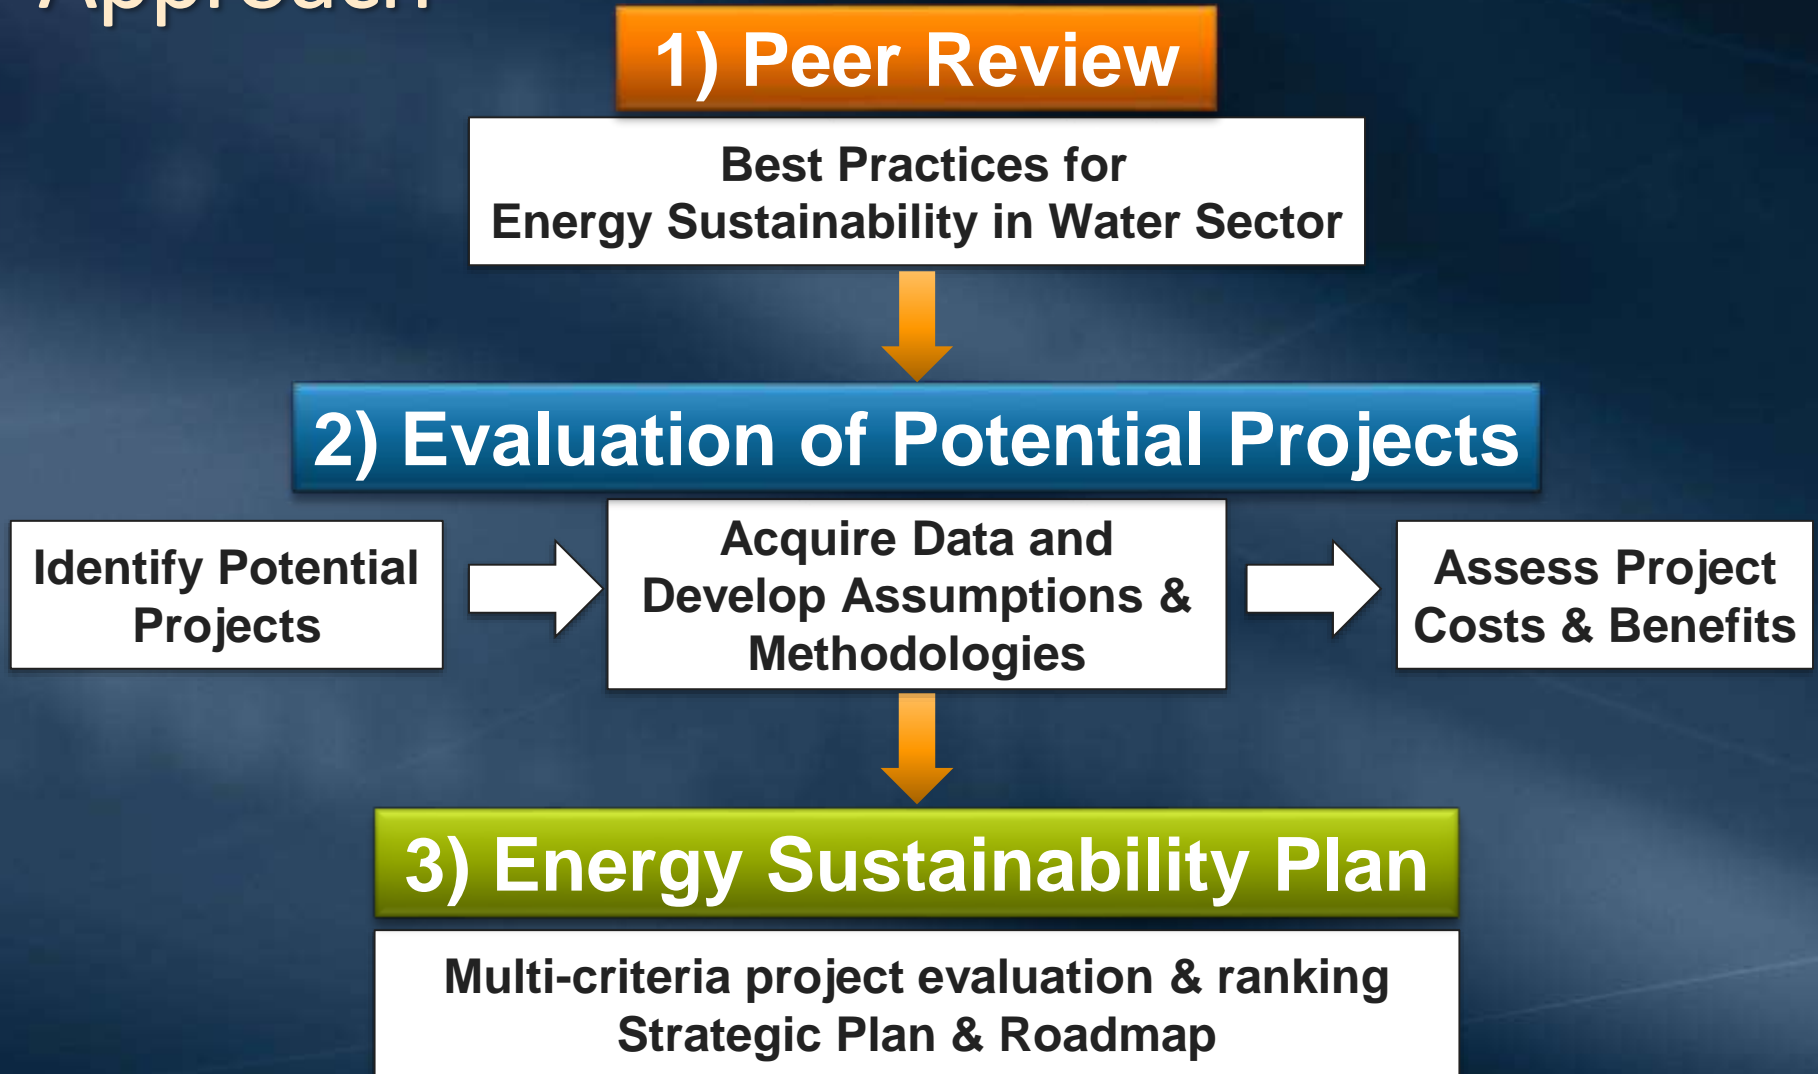 Approach
1) Peer Review
Best Practices for
Energy Sustainability in Water Sector
2) Evaluation of Potential Projects
Identify Potential
Projects
Acquire Data and
Develop Assumptions &
Methodologies
Assess Project
Costs & Benefits
3) Energy Sustainability Plan
Multi-criteria project evaluation & ranking
Strategic Plan & Roadmap